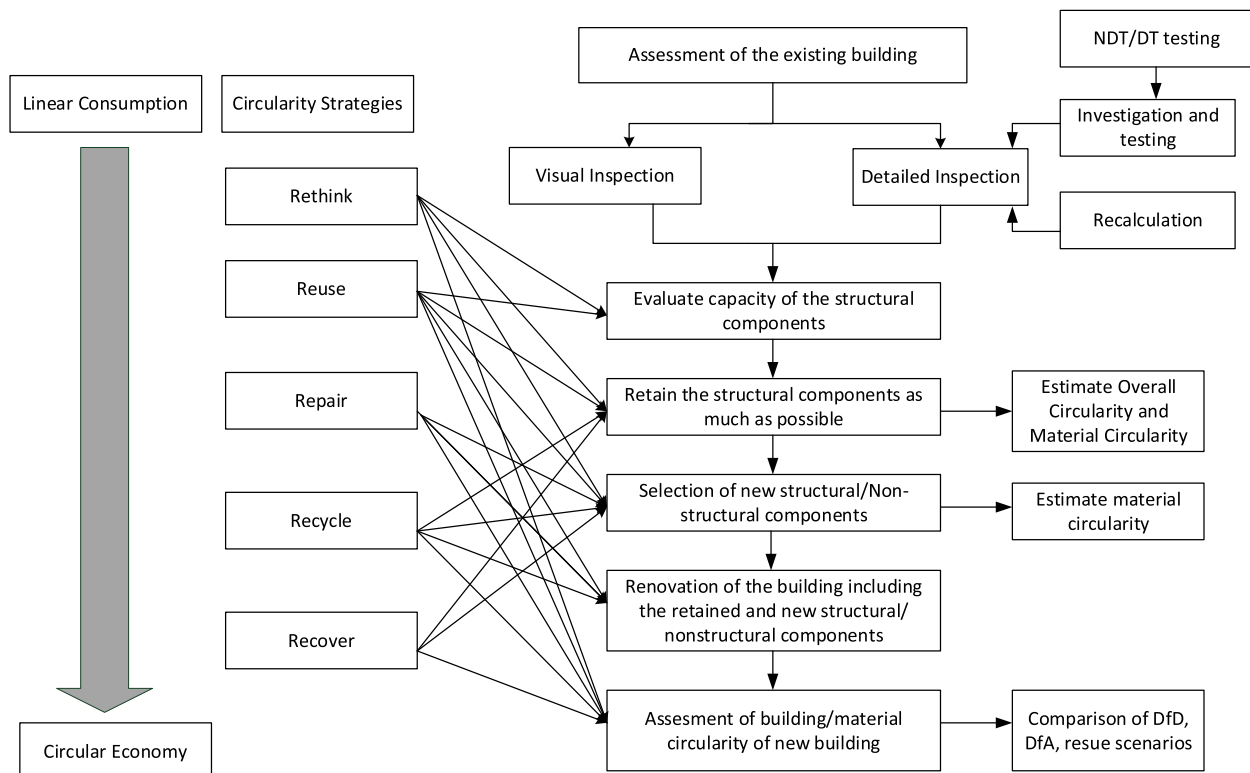 Linear Consumption
Circularity Strategies
Assessment of the existing
building
NDT/DT testing
Investigation and
testing
Visual Inspection
Detailed Inspection
Recalculation
Rethink
Reuse
Repair
Recycle
Recover
Evaluate capacity of the structural
components
Retain the structural components as
much as possible
Estimate Overall
Circularity and
Material Circularity
Selection of new structural/Non-
structural components
Estimate material
circularity
Renovation of the building including
the retained and new structural/
nonstructural components
Assesment of building/material
circularity of new building
Comparison of DfD,
DfA, resue scenarios
Circular Economy